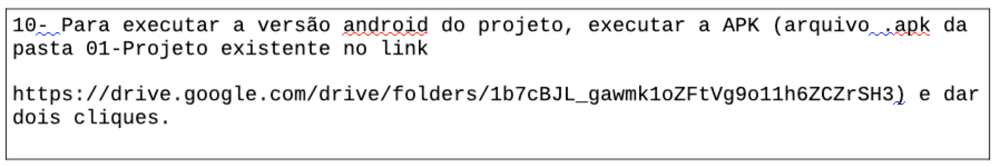 10- Para executar a versão android do projeto, executar a APK (arquivo .apk da
pasta 01-Projeto existente no link
https://drive.google.com/drive/folders/1b7cBJL_gawmk1oZFtVg9o11h6ZCZrSH3) e dar
dois cliques.